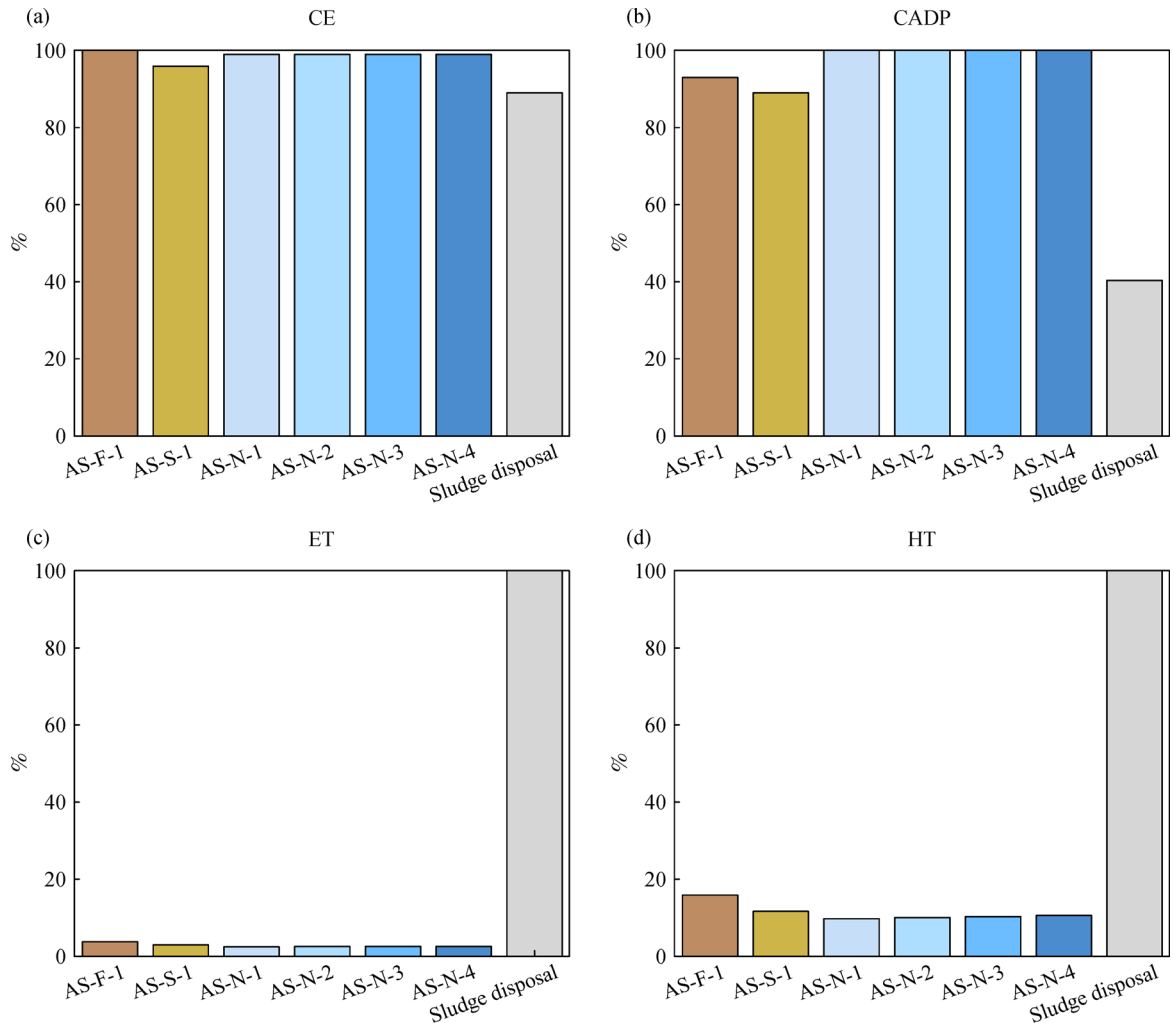 (a)
CE
100
80
60
40
20
0
%
AS-F-1
AS-S-1
AS-N-1
AS-N-2
AS-N-3
AS-N-4
Sludge disposal
(b)
CADP
100
80
60
40
20
0
%
AS-F-1
AS-S-1
AS-N-1
AS-N-2
AS-N-3
AS-N-4
Sludge disposal
(c)
ET
100
80
60
40
20
0
%
AS-F-1
AS-S-1
AS-N-1
AS-N-2
AS-N-3
AS-N-4
Sludge disposal
(d)
HT
100
80
60
40
20
0
%
AS-F-1
AS-S-1
AS-N-1
AS-N-2
AS-N-3
AS-N-4
Sludge disposal